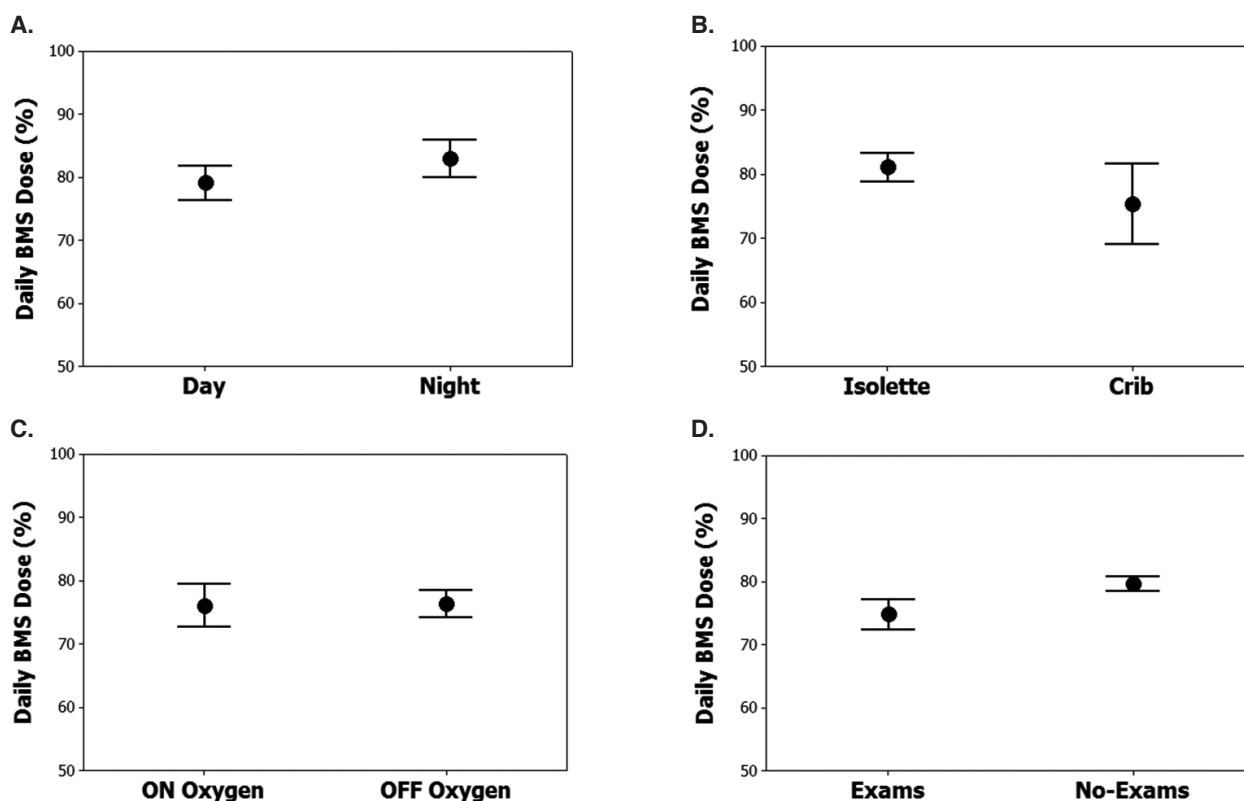 A.
Daily BMS Dose (%)
100
90
80
70
60
50
Day Night
B.
Daily BMS Dose (%)
100
90
80
70
60
50
Isolette Crib
C.
Daily BMS Dose (%)
100
90
80
70
60
50
ON Oxygen OFF Oxygen
D.
Daily BMS Dose (%)
100
90
80
70
60
50
Exams No-Exams